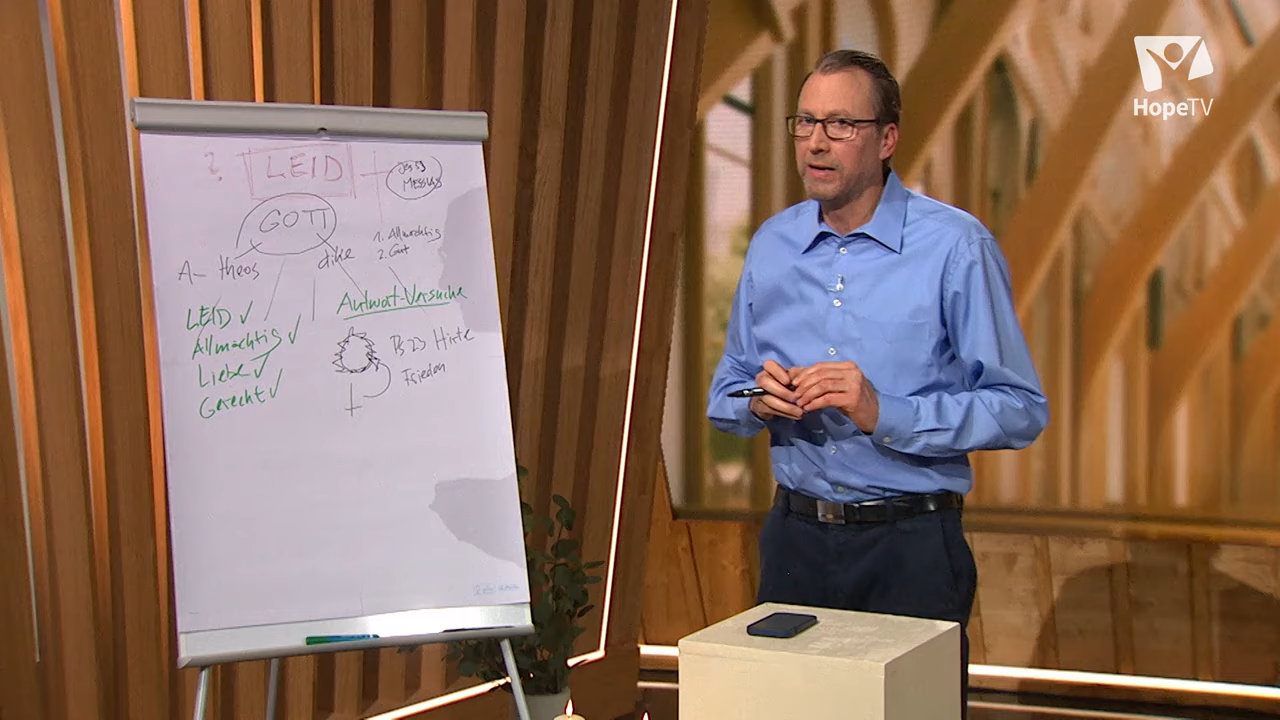 ? LEID
Jesus
Messias
GOTT
A- theos
dike
1. Allmächtig
2. Gut
LEID ✓
Allmächtig ✓
Liebe ✓
Gerecht ✓
Antwort-Versuche
Ps 23 Hirte
Frieden
HopeTV